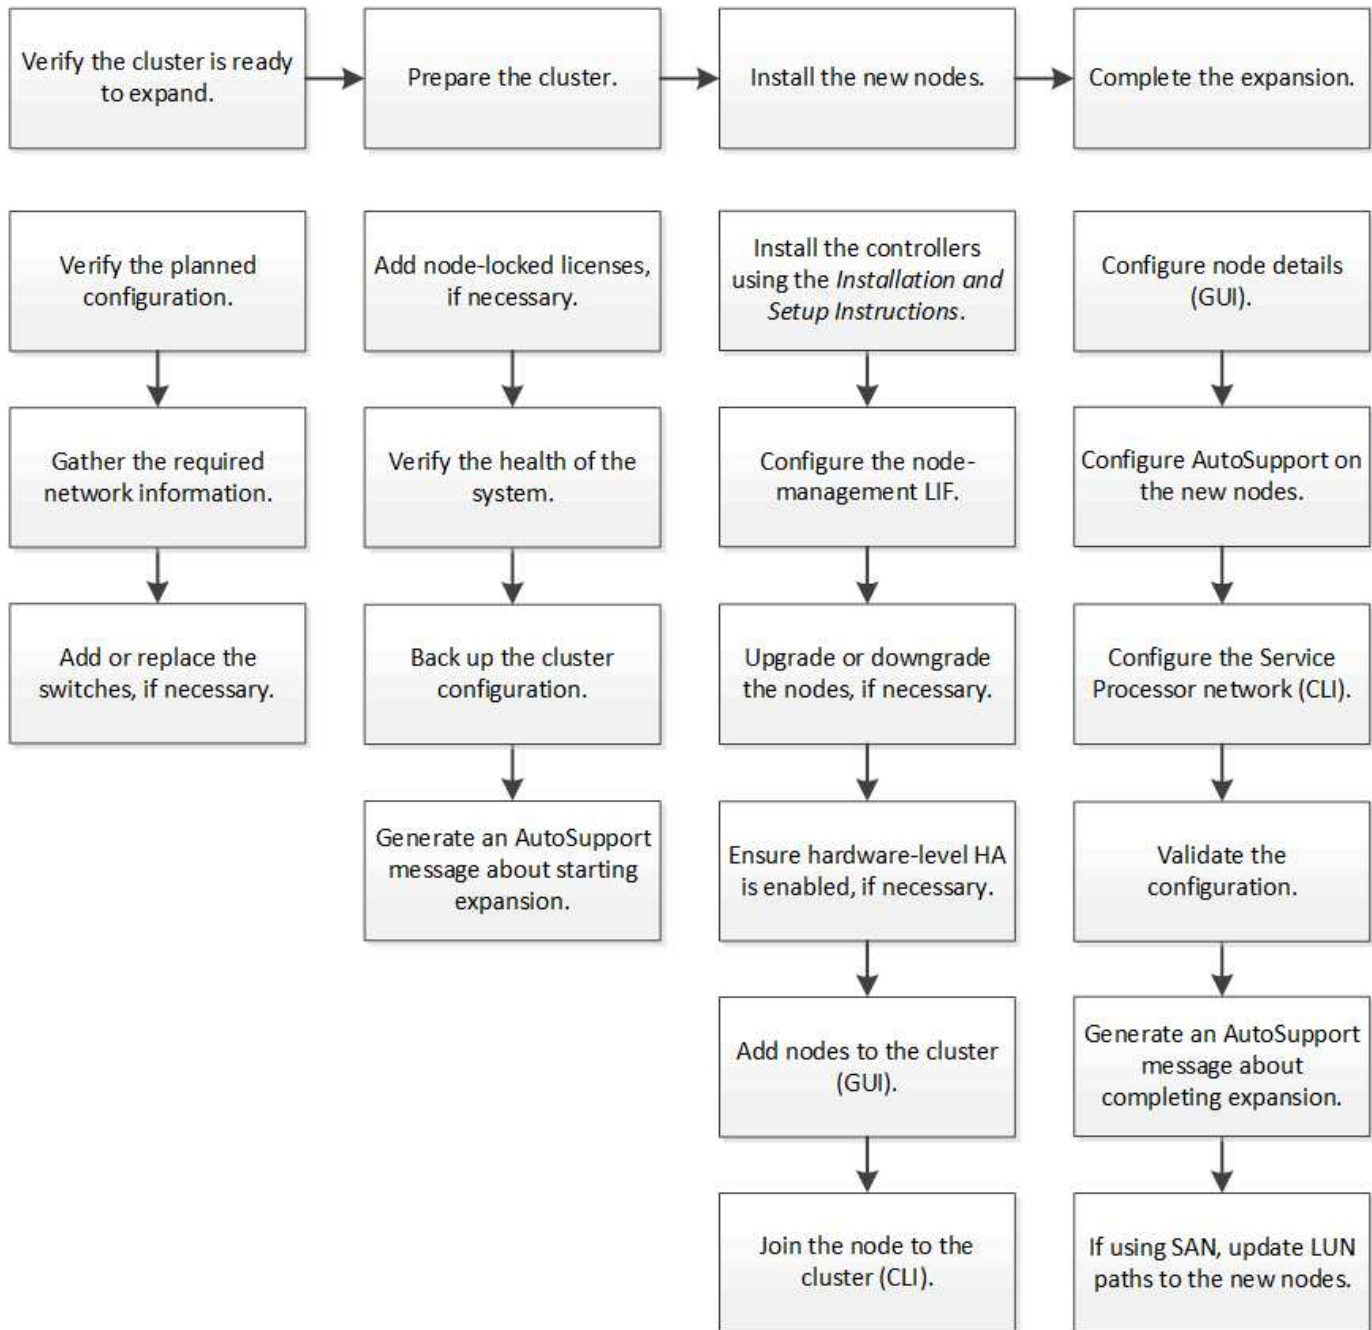 Verify the cluster is ready
to expand.
Prepare the cluster.
Install the new nodes.
Complete the expansion.
Verify the planned
configuration.
Gather the required
network information.
Add or replace the
switches, if necessary.
Add node-locked licenses,
if necessary.
Verify the health of the
system.
Back up the cluster
configuration.
Generate an AutoSupport
message about starting
expansion.
Install the controllers
using the Installation and
Setup Instructions.
Configure the node-
management LIF.
Upgrade or downgrade
the nodes, if necessary.
Ensure hardware-level HA
is enabled, if necessary.
Add nodes to the cluster
(GUI).
Join the node to the
cluster (CLI).
Configure node details
(GUI).
Configure AutoSupport on
the new nodes.
Configure the Service
Processor network (CLI).
Validate the
configuration.
Generate an AutoSupport
message about
completing expansion.
If using SAN, update LUN
paths to the new nodes.